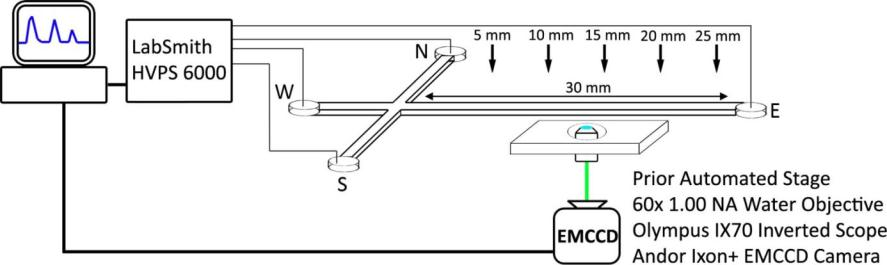 LabSmith
HVPS 6000
N
5 mm 10 mm 15 mm 20 mm 25 mm
W
30 mm
E
S
Prior Automated Stage
60x 1.00 NA Water Objective
Olympus IX70 Inverted Scope
EMCCD
Andor Ixon+ EMCCD Camera